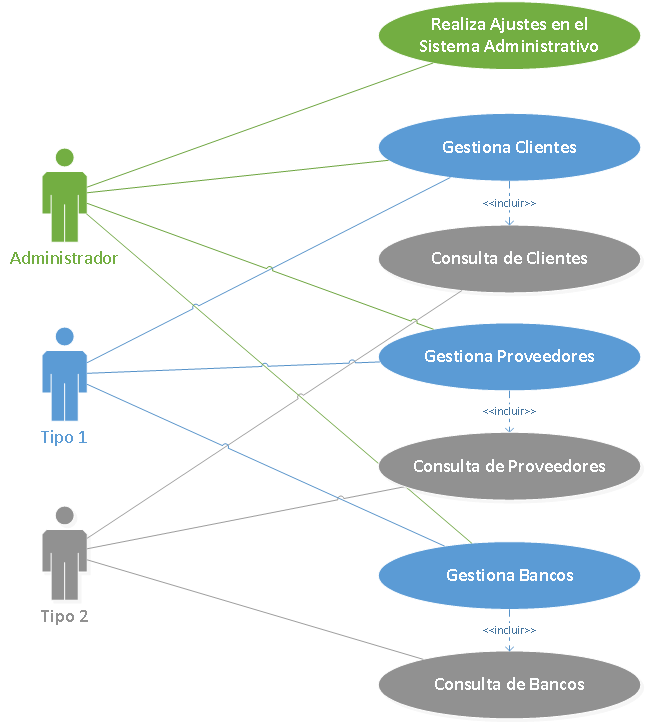 Realiza Ajustes en el
Sistema Administrativo
Gestiona Clientes
<<incluir>>
Administrador
Consulta de Clientes
Gestiona Proveedores
<<incluir>>
Tipo 1
Consulta de Proveedores
Gestiona Bancos
Tipo 2
<<incluir>>
Consulta de Bancos